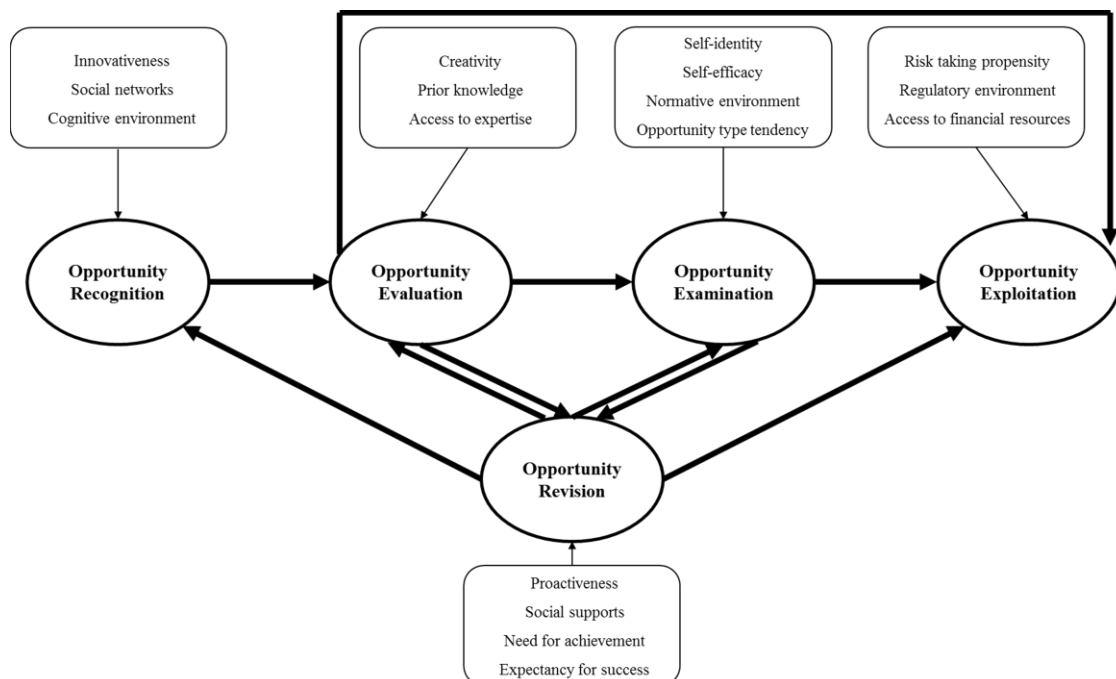 Innovativeness
Social networks
Cognitive environment
Creativity
Prior knowledge
Access to expertise
Self-identity
Self-efficacy
Normative environment
Opportunity type tendency
Risk taking propensity
Regulatory environment
Access to financial resources
Opportunity
Recognition
Opportunity
Evaluation
Opportunity
Examination
Opportunity
Exploitation
Opportunity
Revision
Proactiveness
Social supports
Need for achievement
Expectancy for success